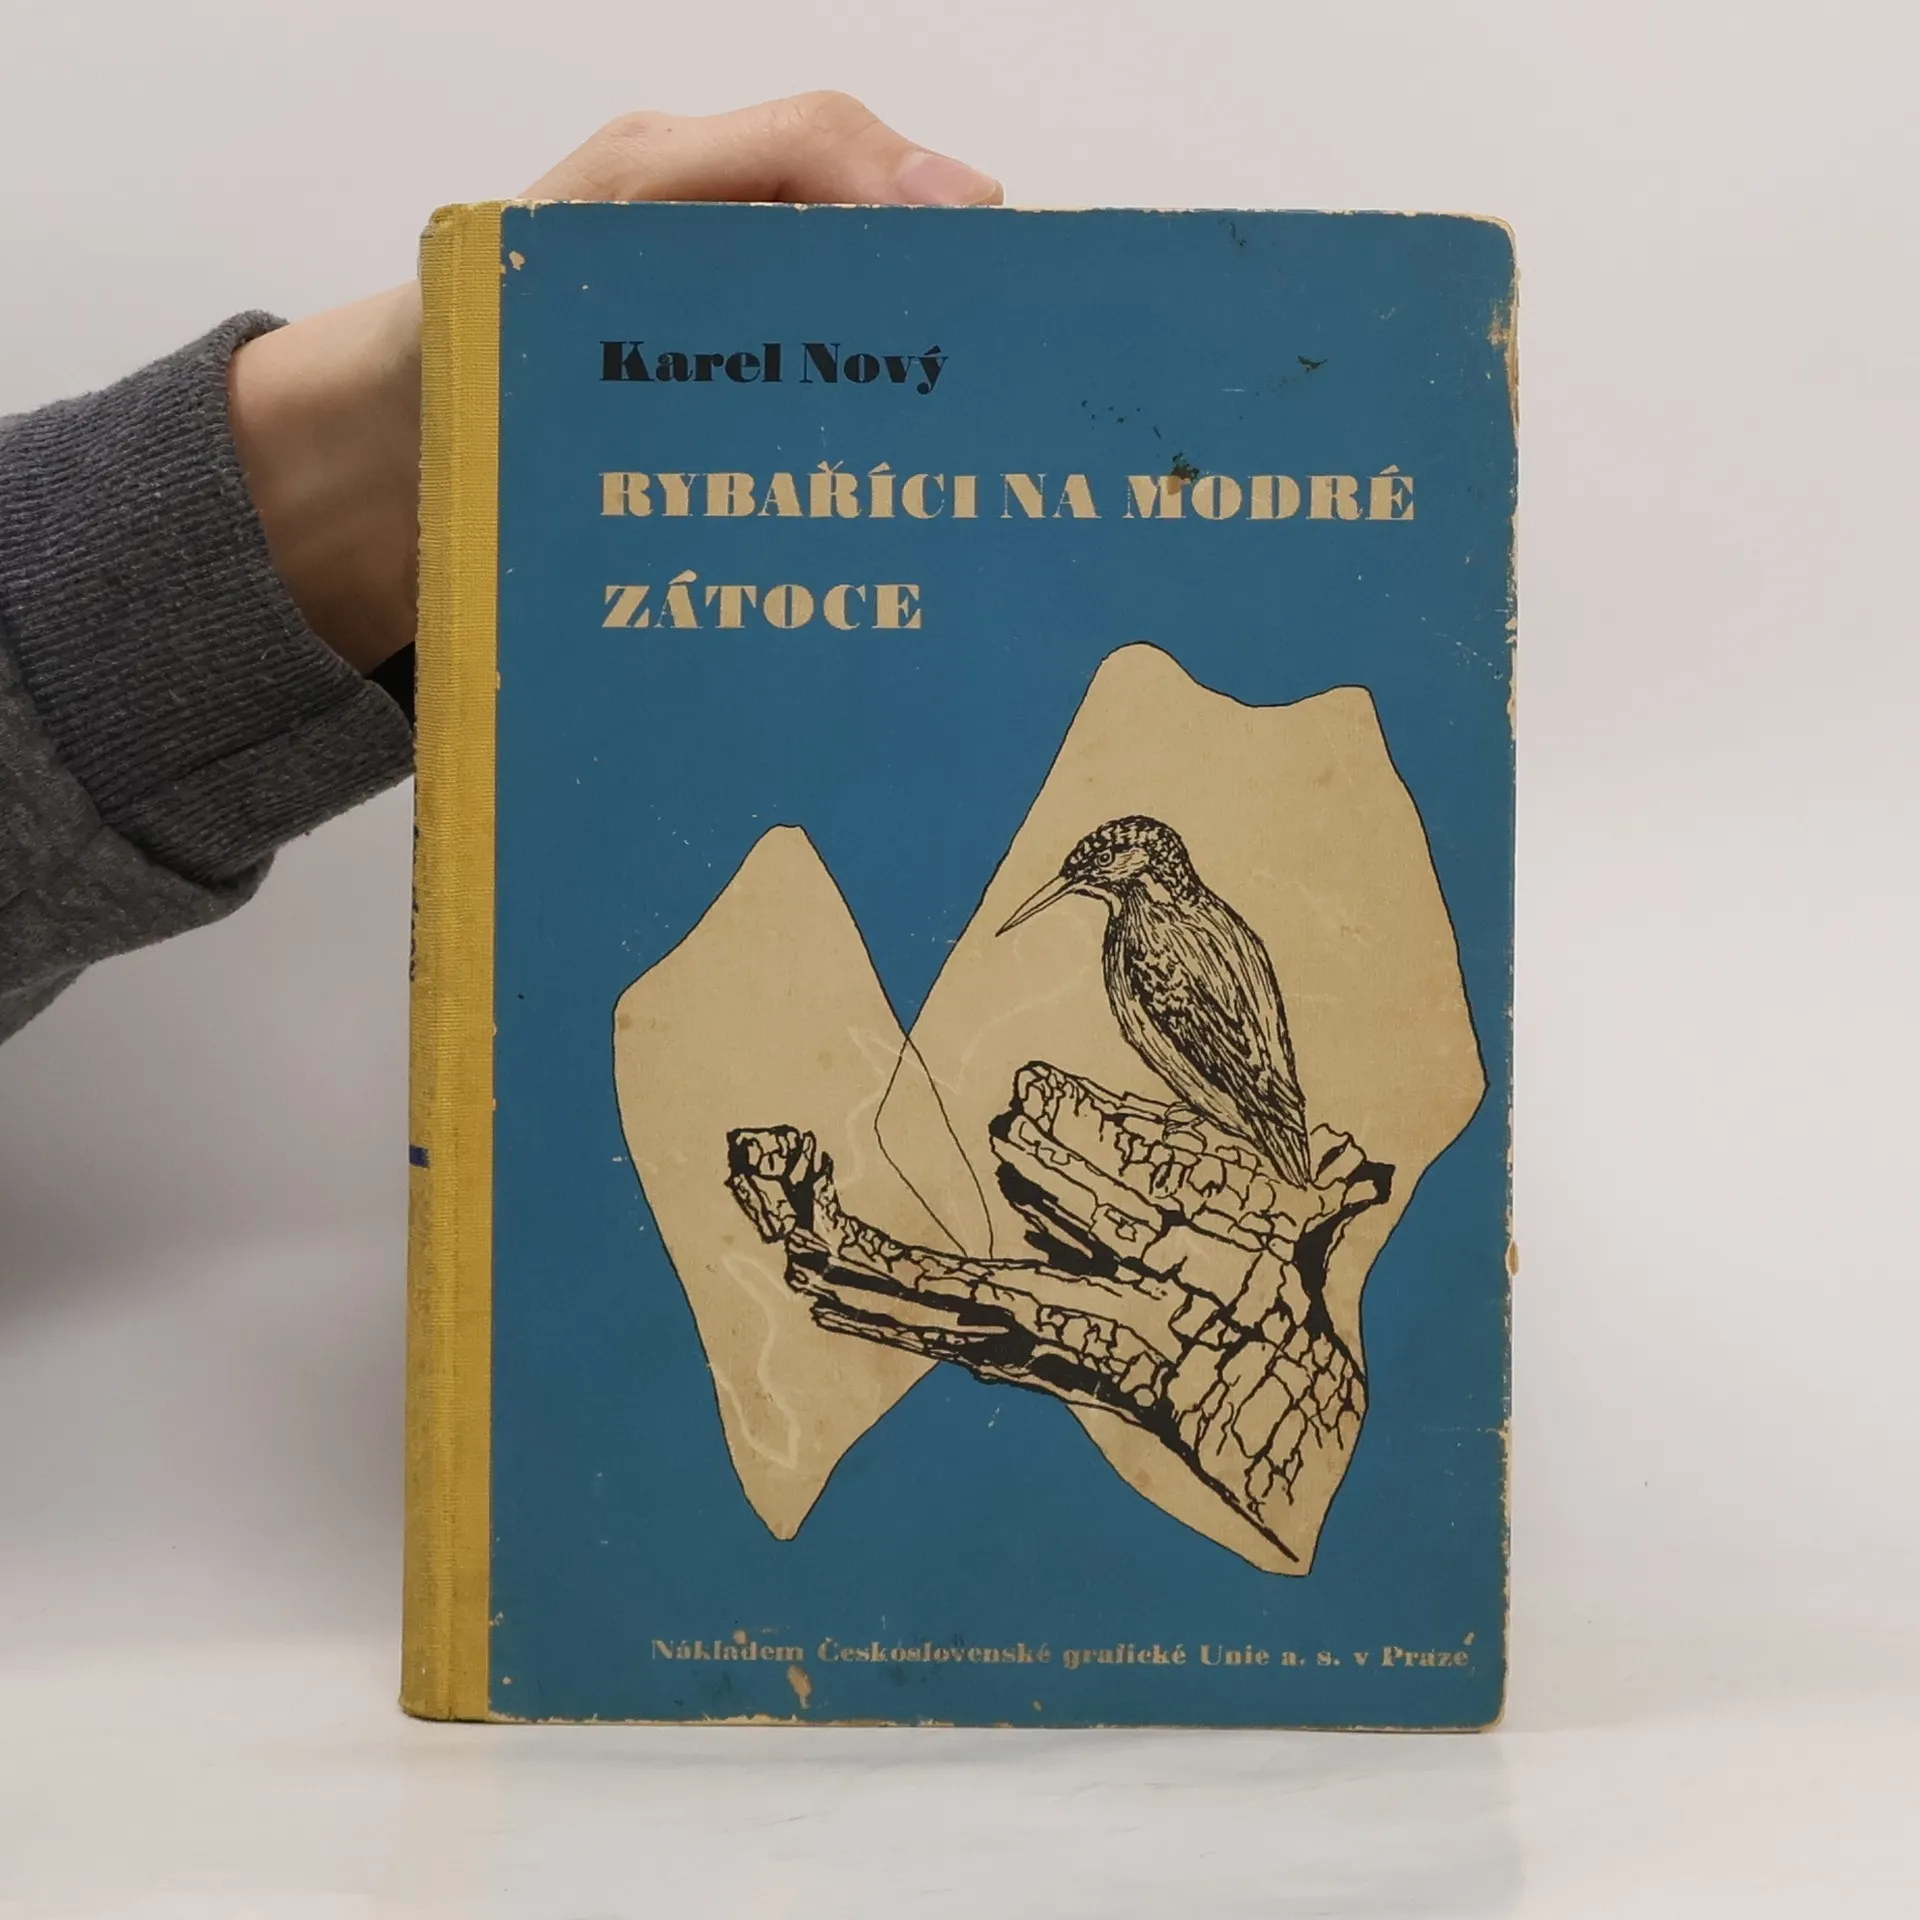 Karel Nový
RYBAŘÍCI NA MODRÉ
ZÁTOCE
Nákladem Československé grafické Unie a. s. v Praze